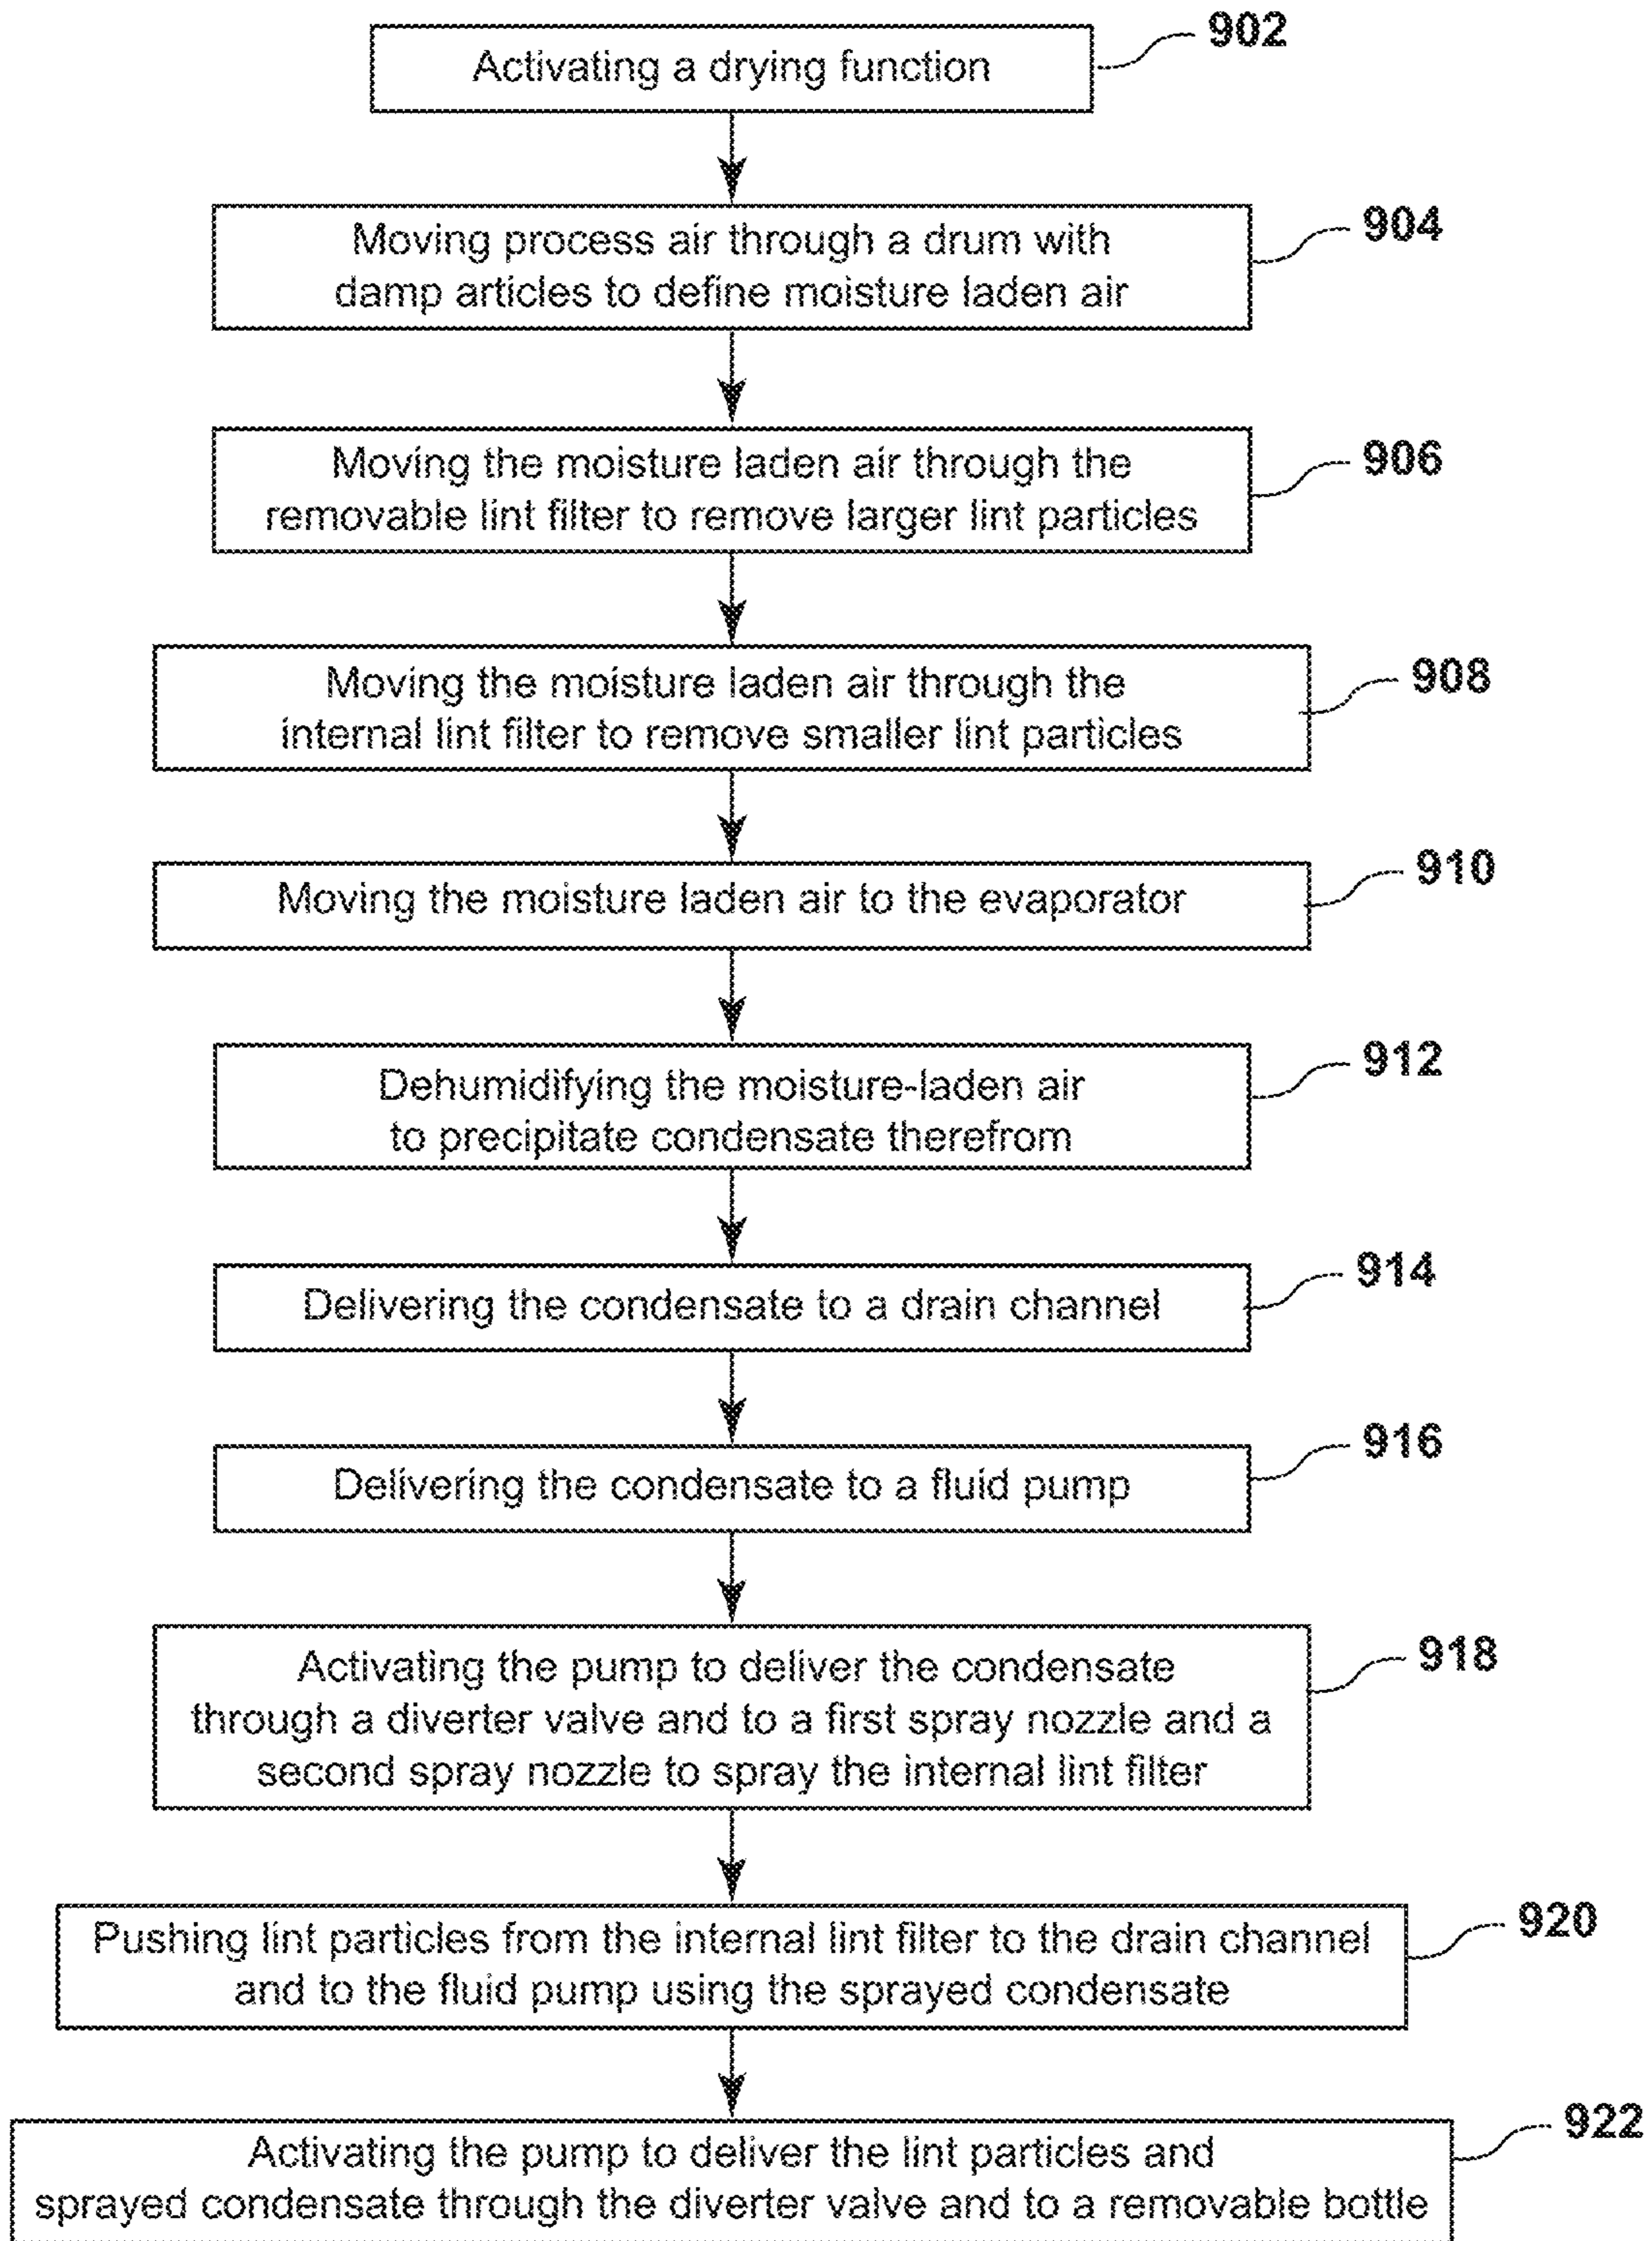 902
Activating a drying function
904
Moving process air through a drum with
damp articles to define moisture laden air
906
Moving the moisture laden air through the
removable lint filter to remove larger lint particles
908
Moving the moisture laden air through the
internal lint filter to remove smaller lint particles
910
Moving the moisture laden air to the evaporator
912
Dehumidifying the moisture-laden air
to precipitate condensate therefrom
914
Delivering the condensate to a drain channel
916
Delivering the condensate to a fluid pump
918
Activating the pump to deliver the condensate
through a diverter valve and to a first spray nozzle and a
second spray nozzle to spray the internal lint filter
920
Pushing lint particles from the internal lint filter to the drain channel
and to the fluid pump using the sprayed condensate
922
Activating the pump to deliver the lint particles and
sprayed condensate through the diverter valve and to a removable bottle